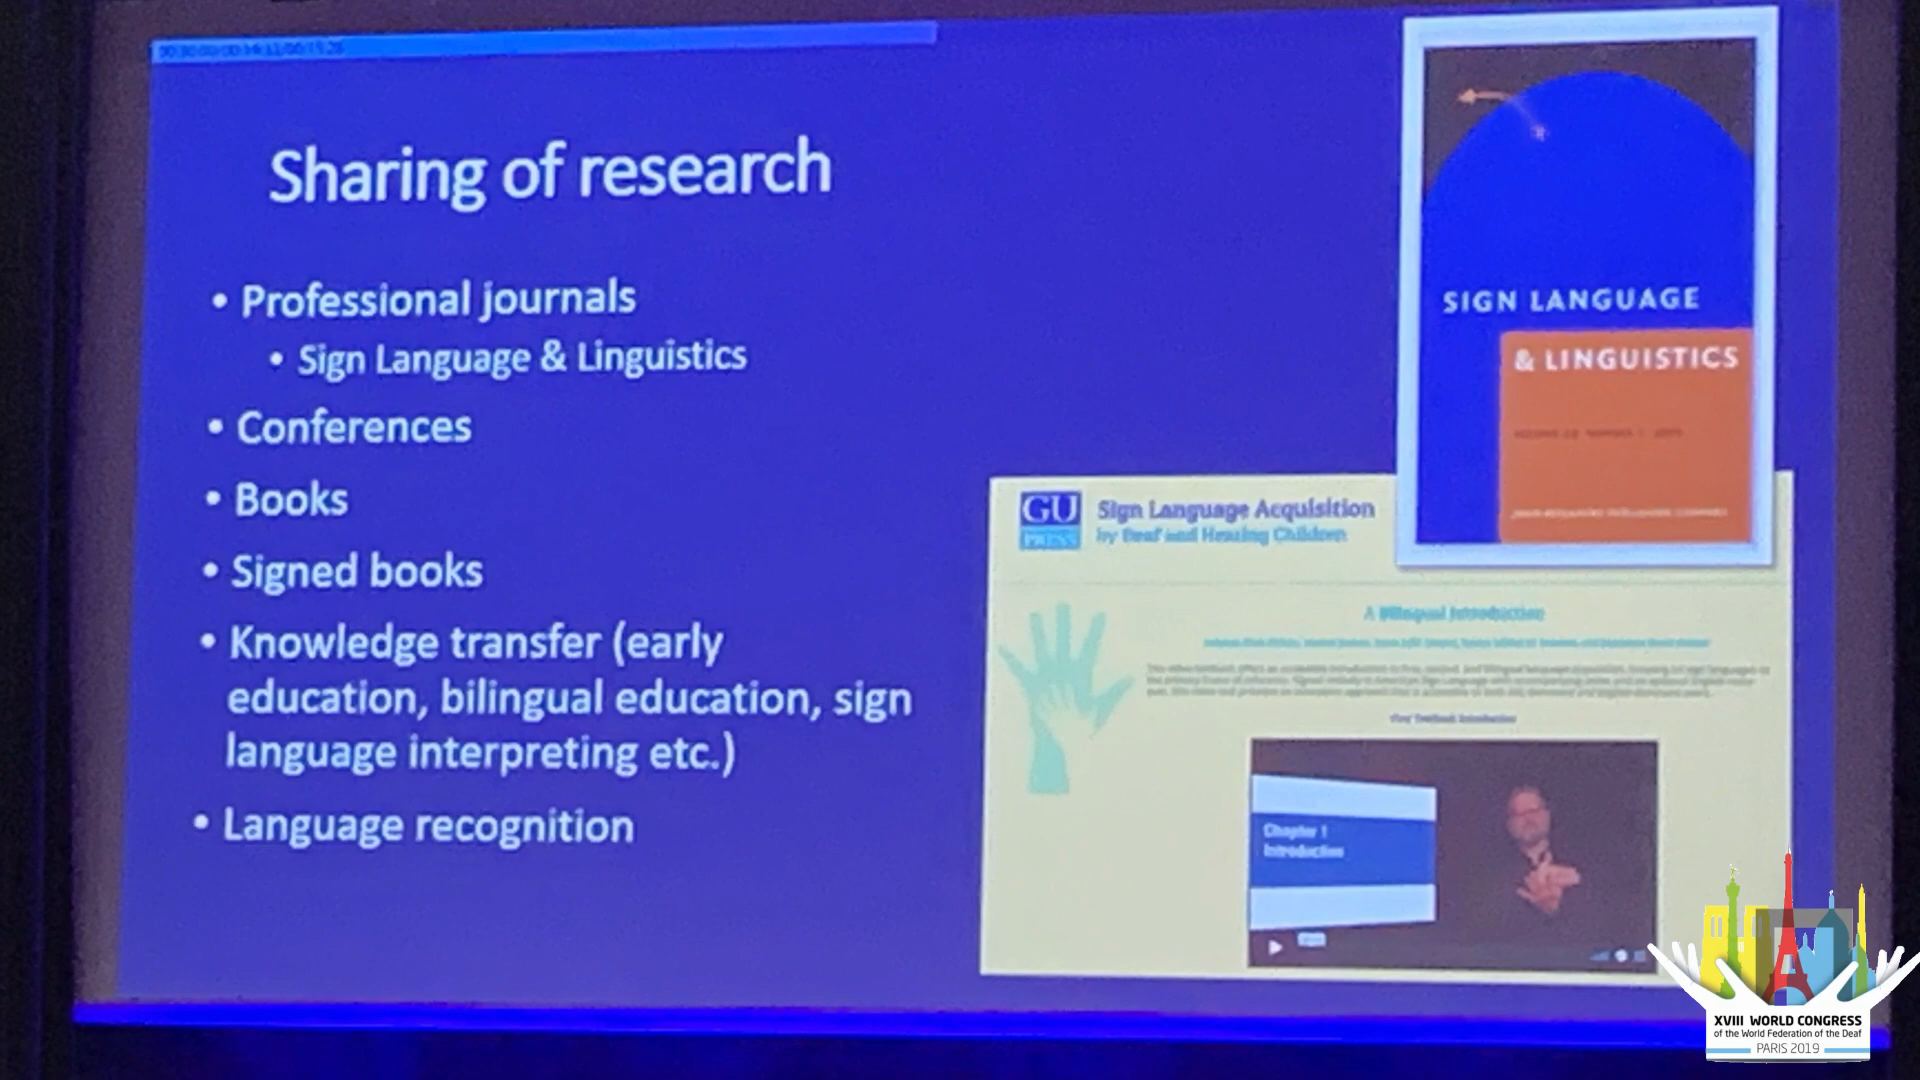 Sharing of research
• Professional journals
• Sign Language & Linguistics
• Conferences
• Books
• Signed books
• Knowledge transfer (early
education, bilingual education, sign
language interpreting etc.)
• Language recognition
SIGN LANGUAGE
& LINGUISTICS
GU
PRESS
Sign Language Acquisition
by Deaf and Hearing Children
A Bilingual Introduction
Chapter 1
Introduction
XVIII WORLD CONGRESS
of the World Federation of the Deaf
PARIS 2019